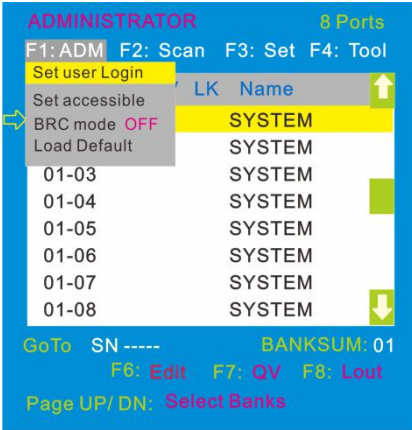 ADMINISTRATOR 8 Ports
F1: ADM F2: Scan F3: Set F4: Tool
Set user Login
LK Name
Set accessible
BRC mode OFF SYSTEM
Load Default SYSTEM
01-03 SYSTEM
01-04 SYSTEM
01-05 SYSTEM
01-06 SYSTEM
01-07 SYSTEM
01-08 SYSTEM
GoTo SN ----- BANKSUM: 01
F6: Edit F7: QV F8: Lout
Page UP/ DN: Select Banks